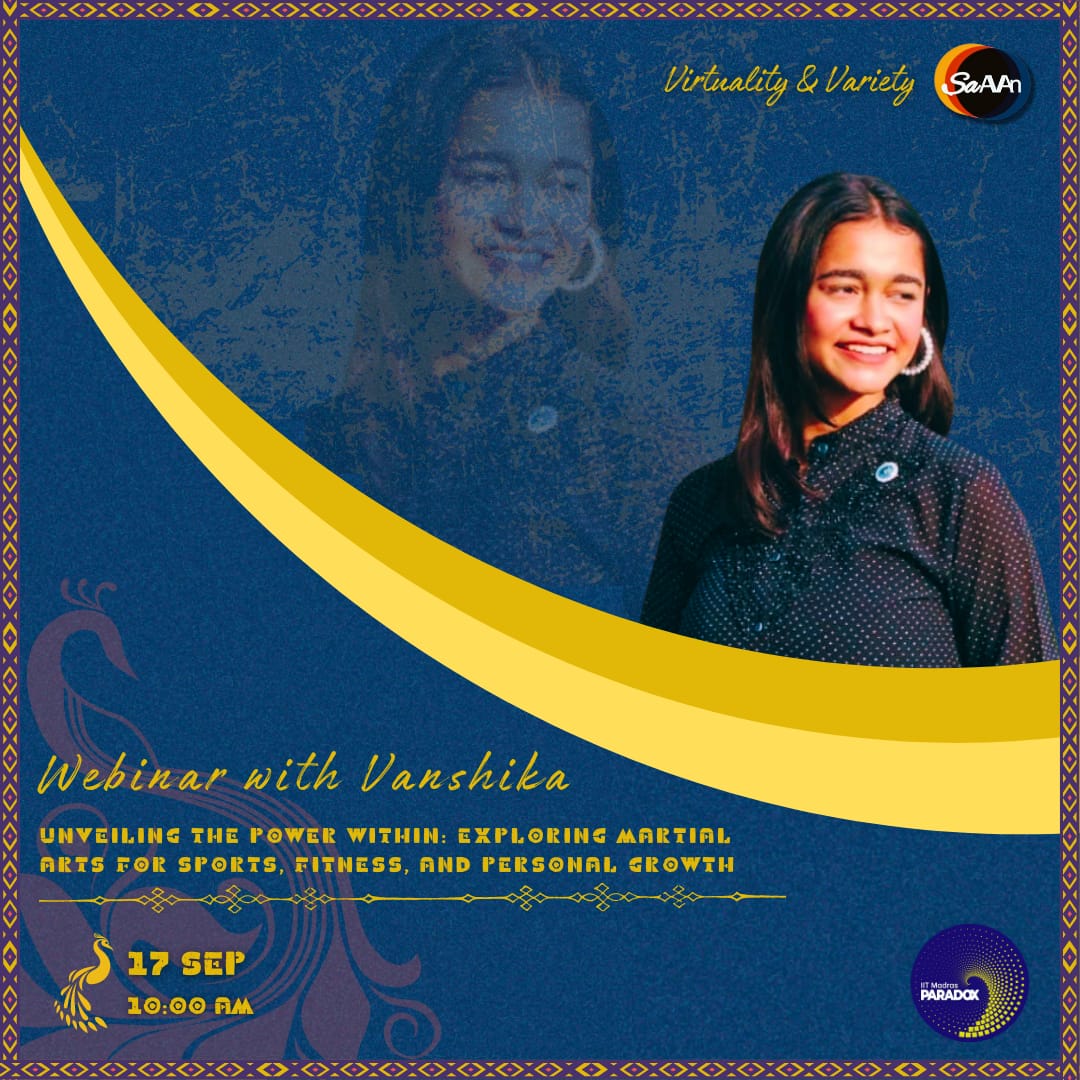 Virtuality & Variety
SaAVAn
Webinar with Vanshika
UNVEILING THE POWER WITHIN: EXPLORING MARTIAL
ARTS FOR SPORTS, FITNESS, AND PERSONAL GROWTH
17 SEP
10:00 AM
IIT Madras
PARADOX